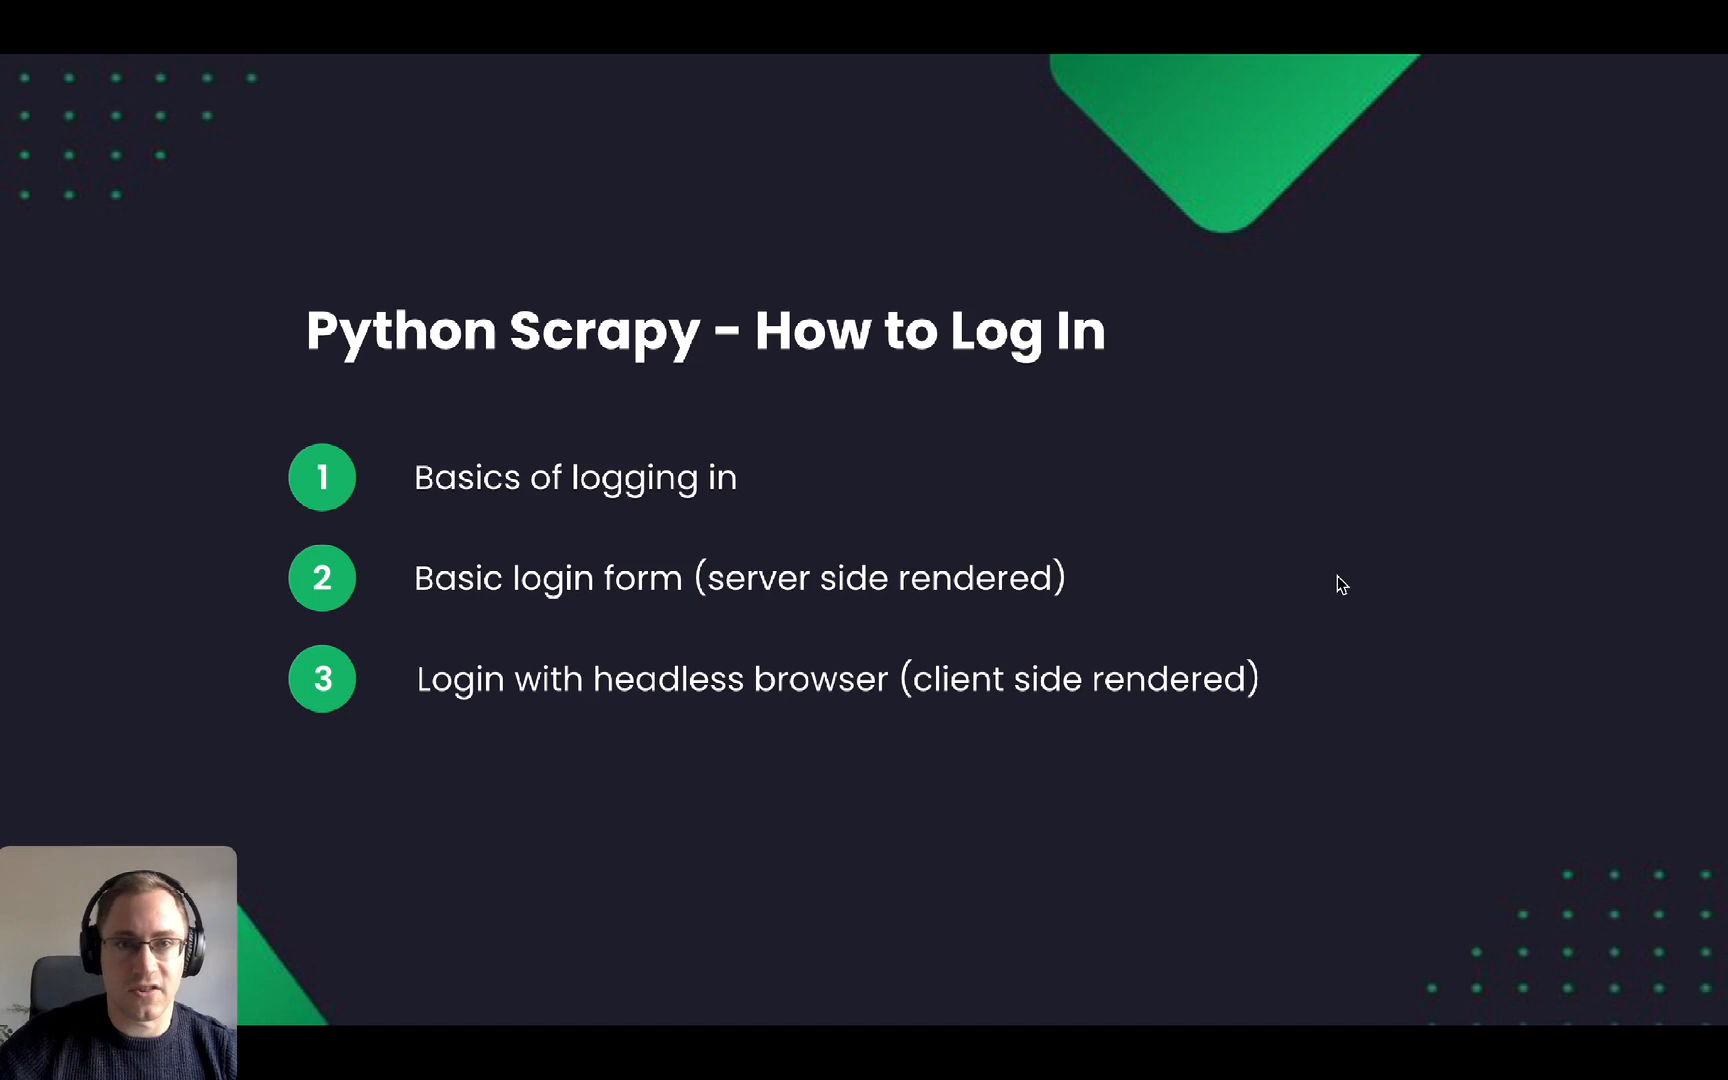 Python Scrapy - How to Log In
1 Basics of logging in
2 Basic login form (server side rendered)
3 Login with headless browser (client side rendered)